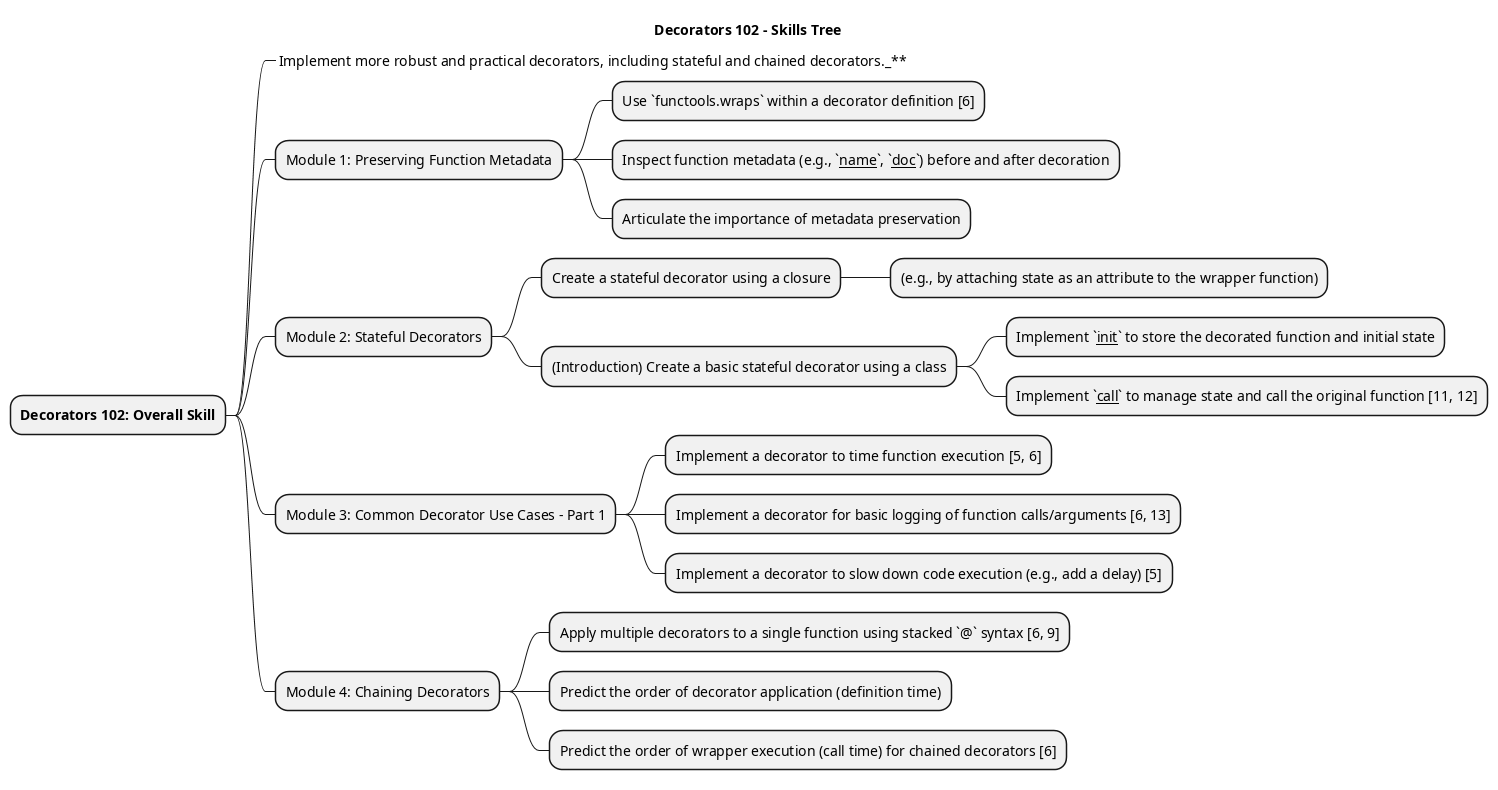 Decorators 102 - Skills Tree
Implement more robust and practical decorators, including stateful and chained decorators._**
Use `functools.wraps` within a decorator definition [6]
Module 1: Preserving Function Metadata
Inspect function metadata (e.g., `name`, `doc`) before and after decoration
Articulate the importance of metadata preservation
Create a stateful decorator using a closure
(e.g., by attaching state as an attribute to the wrapper function)
Module 2: Stateful Decorators
(Introduction) Create a basic stateful decorator using a class
Implement `init` to store the decorated function and initial state
Implement `call` to manage state and call the original function [11, 12]
Decorators 102: Overall Skill
Implement a decorator to time function execution [5, 6]
Module 3: Common Decorator Use Cases - Part 1
Implement a decorator for basic logging of function calls/arguments [6, 13]
Implement a decorator to slow down code execution (e.g., add a delay) [5]
Apply multiple decorators to a single function using stacked `@` syntax [6, 9]
Module 4: Chaining Decorators
Predict the order of decorator application (definition time)
Predict the order of wrapper execution (call time) for chained decorators [6]